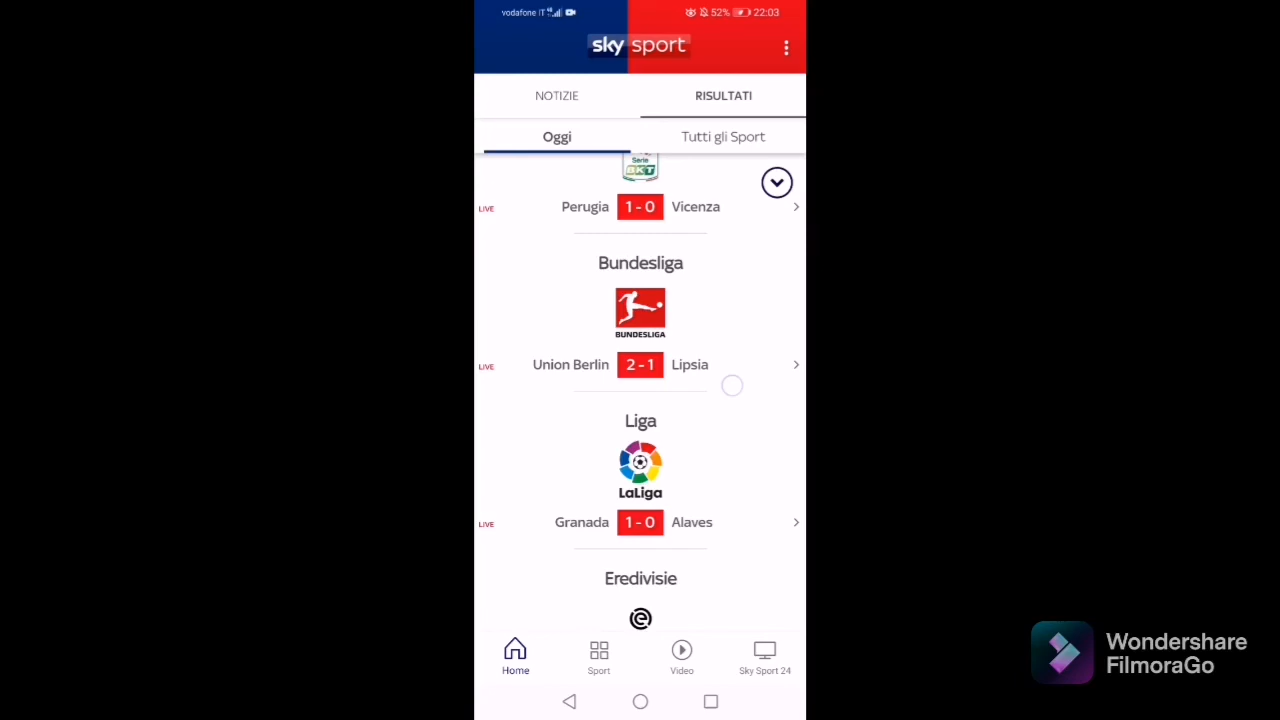 vodafone IT 52% 22:03
sky sport
NOTIZIE RISULTATI
Oggi Tutti gli Sport
Serie
BKT
LIVE Perugia 1 - 0 Vicenza
Bundesliga
BUNDESLIGA
LIVE Union Berlin 2 - 1 Lipsia
Liga
LaLiga
LIVE Granada 1 - 0 Alaves
Eredivisie
Home Sport Video Sky Sport 24
Wondershare
FilmoraGo